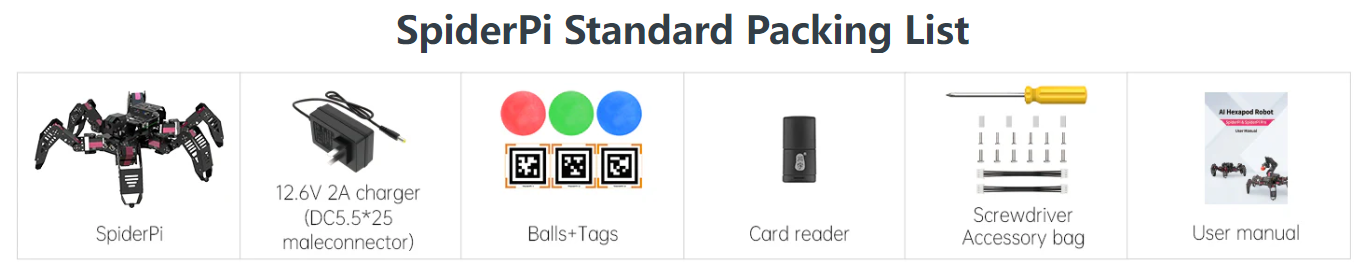 SpiderPi Standard Packing List
SpiderPi
12.6V 2A charger
(DC5.5*25
maleconnector)
Balls+Tags
Card reader
Screwdriver
Accessory bag
AI Hexapod Robot
SpiderPi & SpiderPi Pro
User Manual
User manual